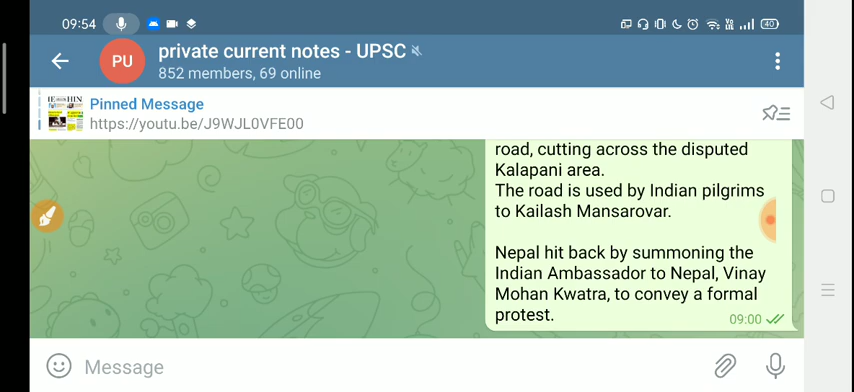 09:54
40
PU
private current notes - UPSC
852 members, 69 online
Pinned Message
https://youtu.be/J9WJL0VFE00
road, cutting across the disputed
Kalapani area.
The road is used by Indian pilgrims
to Kailash Mansarovar.
Nepal hit back by summoning the
Indian Ambassador to Nepal, Vinay
Mohan Kwatra, to convey a formal
protest.
09:00
Message